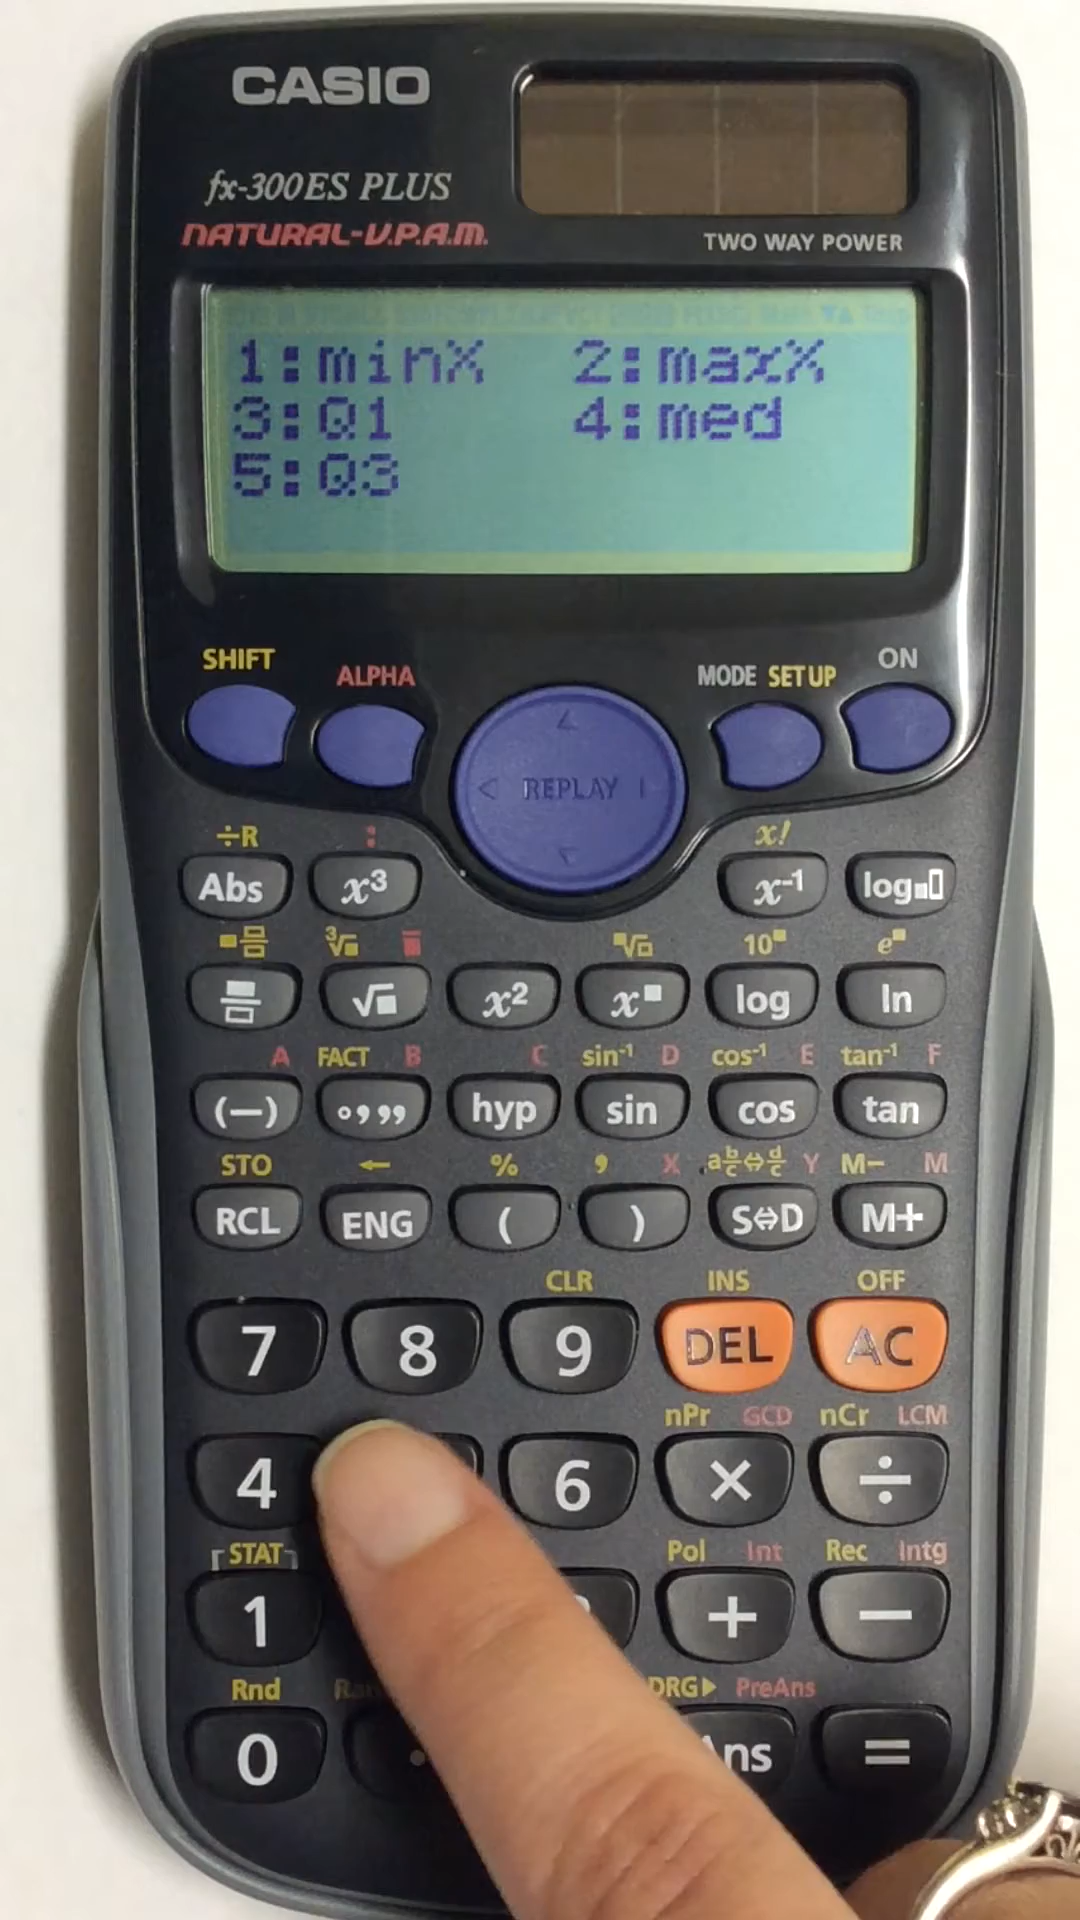 CASIO
fx-300ES PLUS
NATURAL-V.P.A.M.
TWO WAY POWER
1:minX 2:maxX
3:Q1 4:med
5:Q3
SHIFT ALPHA MODE SETUP ON
REPLAY
÷R : x!
Abs x³ x⁻¹ log
³√ 10 e
√ x² x log ln
A FACT B C sin⁻¹ D cos⁻¹ E tan⁻¹ F
(—) °,,, hyp sin cos tan
STO ← % , X a b/c⇔d/c Y M− M
RCL ENG ( ) S⇔D M+
CLR INS OFF
7 8 9 DEL AC
nPr GCD nCr LCM
4 6 × ÷
STAT Pol Int Rec Intg
1 + −
Rnd DRG▶ PreAns
0 . Ans =